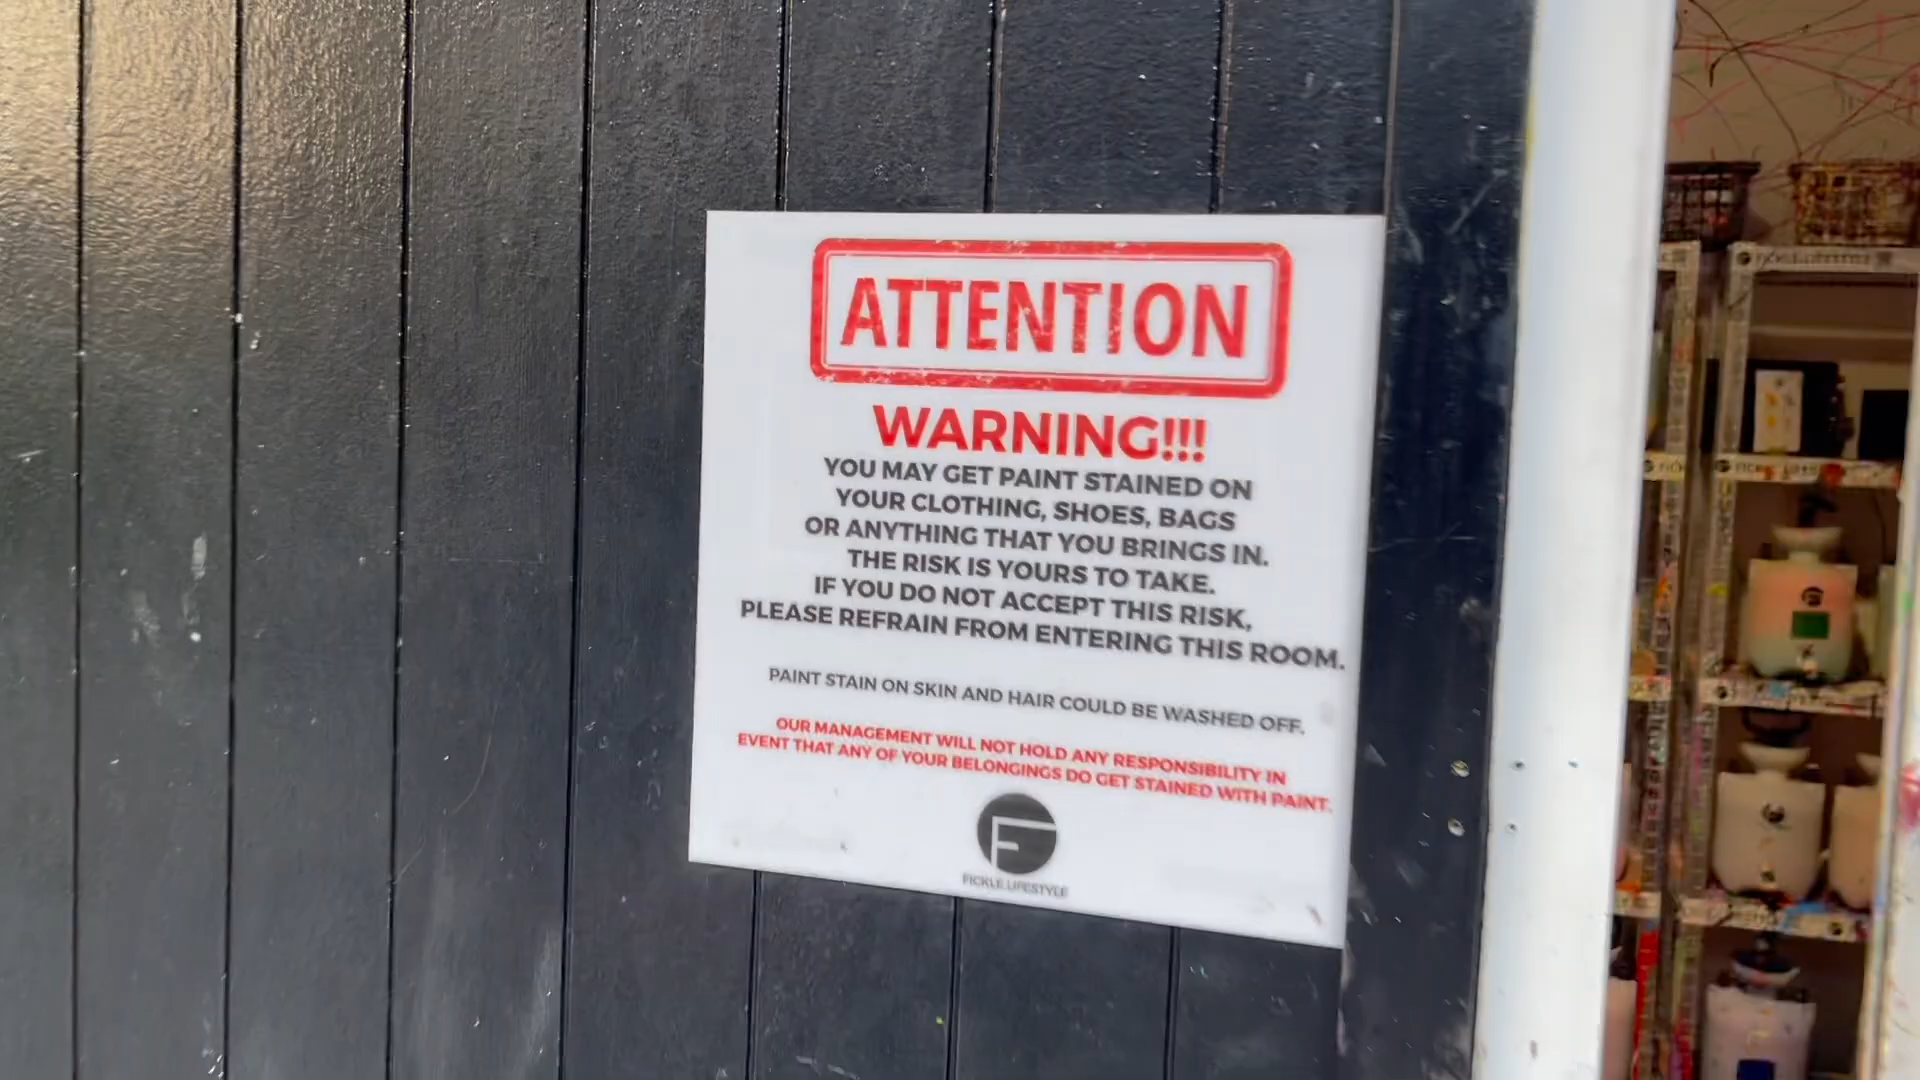 ATTENTION
WARNING!!!
YOU MAY GET PAINT STAINED ON
YOUR CLOTHING, SHOES, BAGS
OR ANYTHING THAT YOU BRINGS IN.
THE RISK IS YOURS TO TAKE.
IF YOU DO NOT ACCEPT THIS RISK,
PLEASE REFRAIN FROM ENTERING THIS ROOM.
PAINT STAIN ON SKIN AND HAIR COULD BE WASHED OFF.
OUR MANAGEMENT WILL NOT HOLD ANY RESPONSIBILITY IN
EVENT THAT ANY OF YOUR BELONGINGS DO GET STAINED WITH PAINT.
F
FICKLE.LIFESTYLE